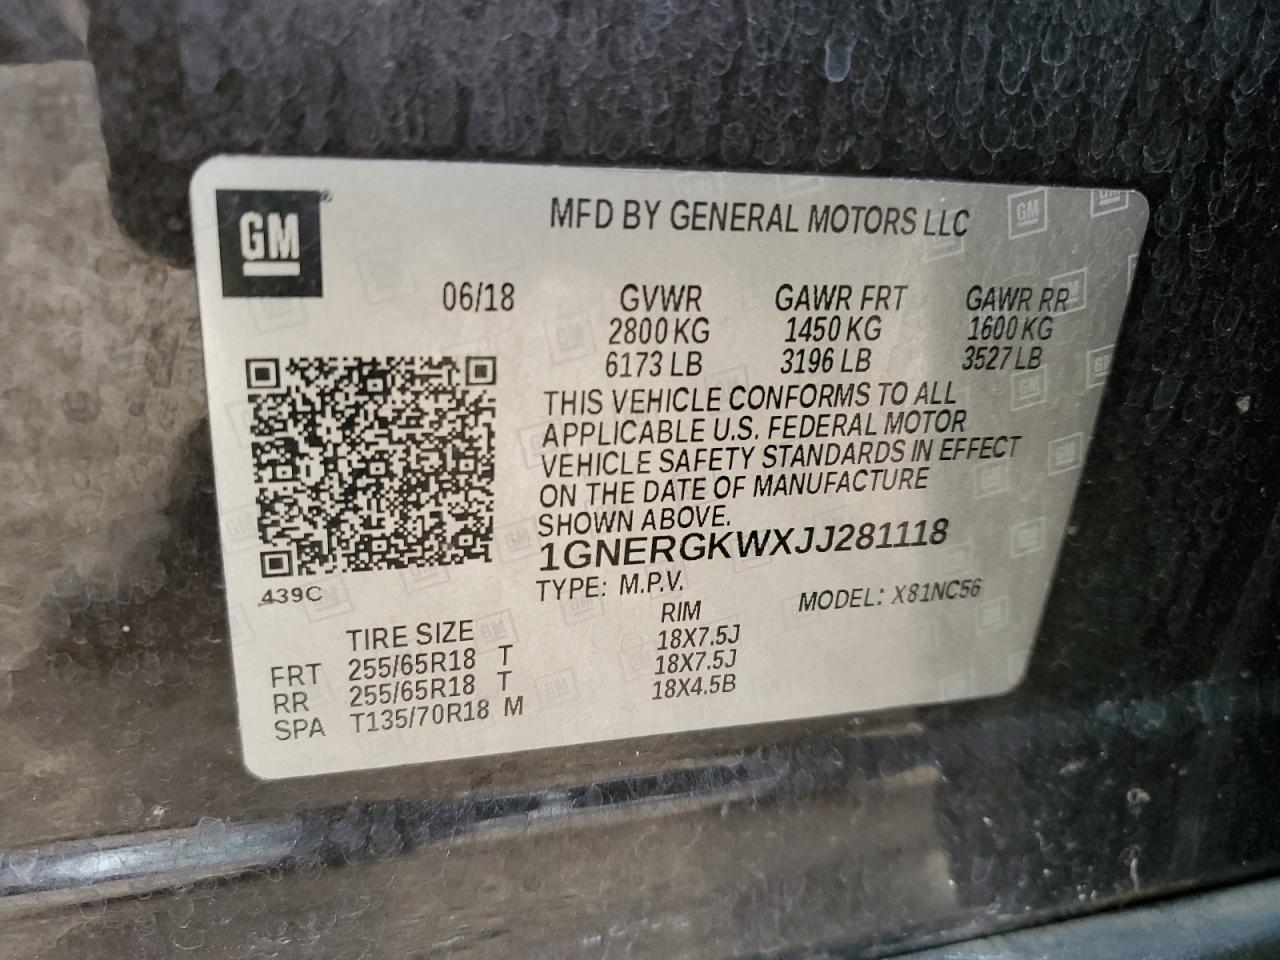 GM
MFD BY GENERAL MOTORS LLC
06/18 GVWR GAWR FRT GAWR RR
2800 KG 1450 KG 1600 KG
6173 LB 3196 LB 3527 LB
THIS VEHICLE CONFORMS TO ALL
APPLICABLE U.S. FEDERAL MOTOR
VEHICLE SAFETY STANDARDS IN EFFECT
ON THE DATE OF MANUFACTURE
SHOWN ABOVE.
1GNERGKWXJJ281118
439C
TYPE: M.P.V. MODEL: X81NC56
TIRE SIZE RIM
FRT 255/65R18 T 18X7.5J
RR 255/65R18 T 18X7.5J
SPA T135/70R18 M 18X4.5B